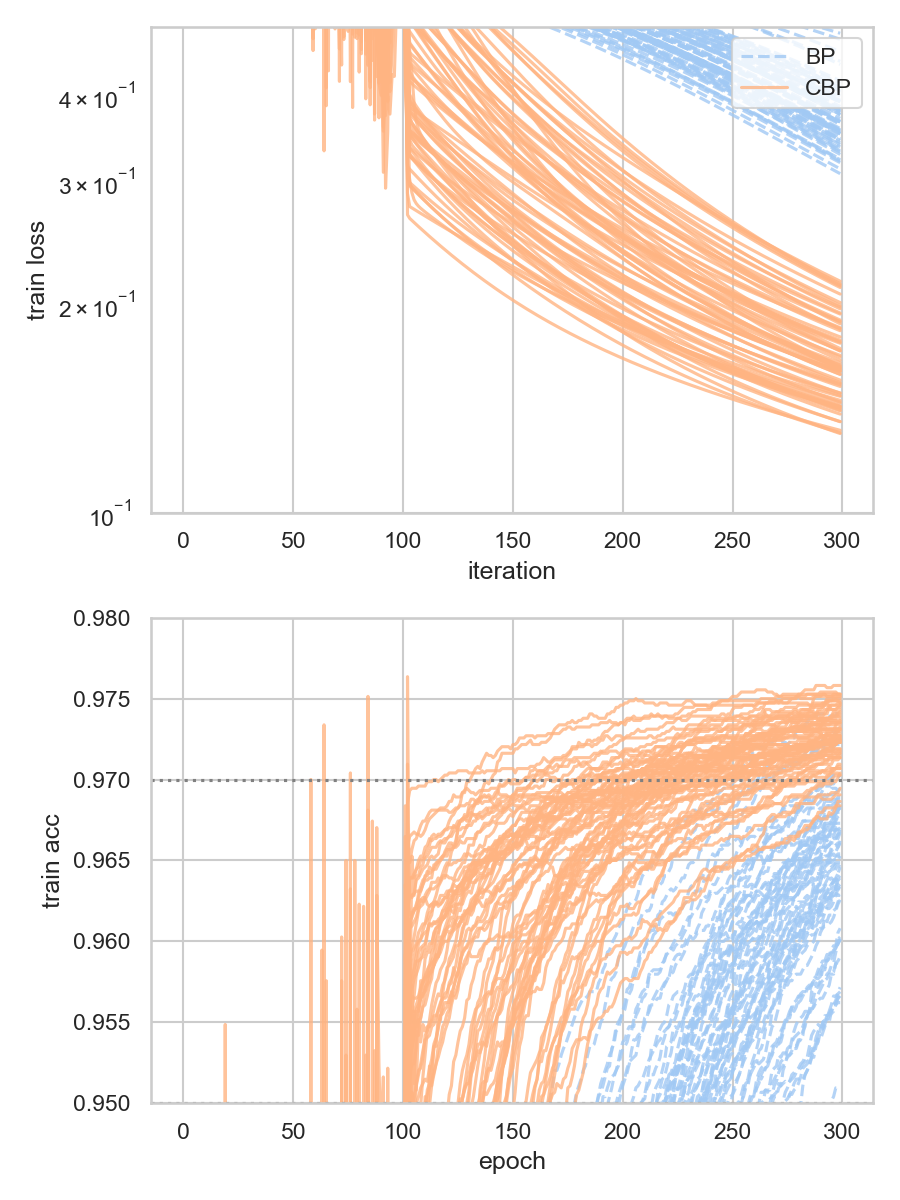 BP
CBP
4 × 10⁻¹
3 × 10⁻¹
2 × 10⁻¹
10⁻¹
train loss
0 50 100 150 200 250 300
iteration
0.980
0.975
0.970
0.965
0.960
0.955
0.950
train acc
0 50 100 150 200 250 300
epoch